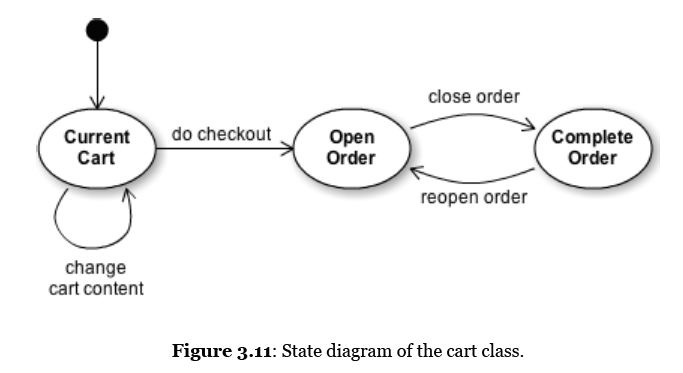 Current
Cart
do checkout
Open
Order
close order
Complete
Order
reopen order
change
cart content
Figure 3.11: State diagram of the cart class.